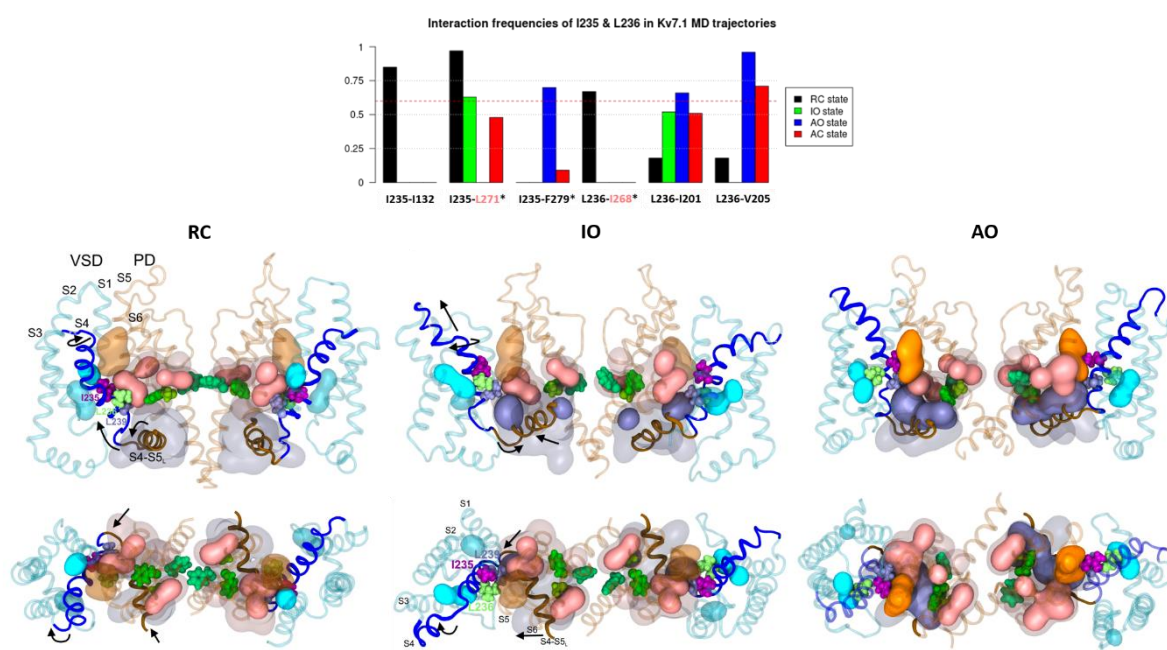 Interaction frequencies of I235 & L236 in Kv7.1 MD trajectories
1
0.75
0.5
0.25
0
RC state
IO state
AO state
AC state
I235-I132
I235-L271*
I235-F279*
L236-I268*
L236-I201
L236-V205
RC
IO
AO
VSD
PD
S5
S2
S1
S3
S4
S6
I235
L239
S4-S5L
S1
S2
L239
I235
L236
S3
S5
S6
S4-S5L
S4